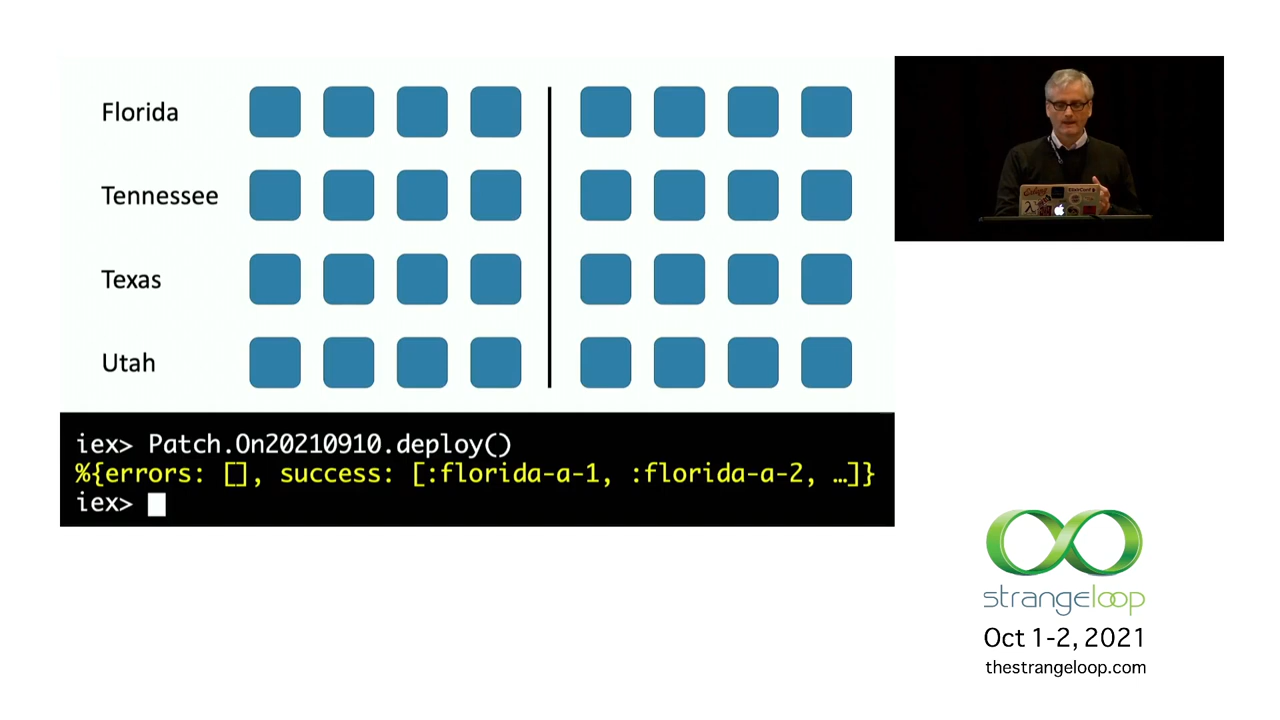 Florida
Tennessee
Texas
Utah
iex> Patch.On20210910.deploy()
%{errors: [], success: [:florida-a-1, :florida-a-2, …]}
iex>
strangeloop
Oct 1-2, 2021
thestrangeloop.com